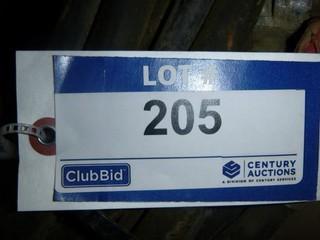 LOT #
205
ClubBid
CENTURY
AUCTIONS
A DIVISION OF CENTURY SERVICES